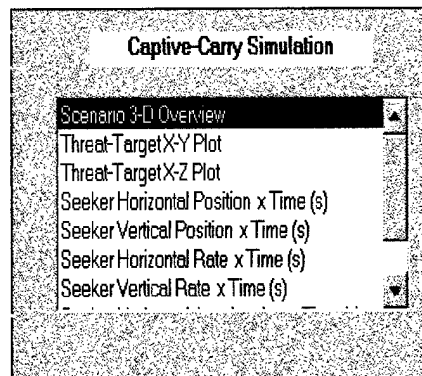 Captive-Carry Simulation
Scenario 3-D Overview
Threat-Target X-Y Plot
Threat-Target X-Z Plot
Seeker Horizontal Position x Time (s)
Seeker Vertical Position x Time (s)
Seeker Horizontal Rate x Time (s)
Seeker Vertical Rate x Time (s)